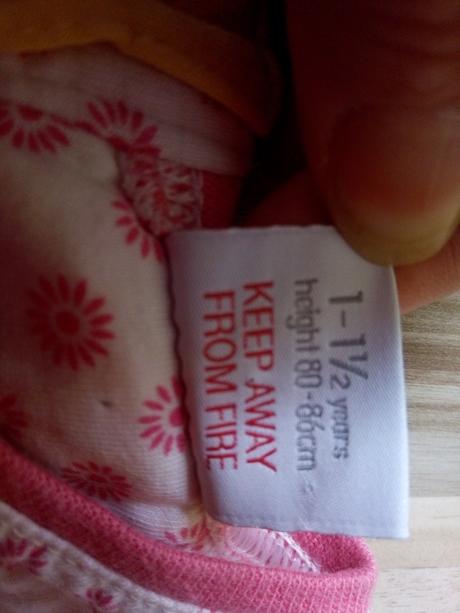 1-1½ years
height 80-86cm
KEEP AWAY
FROM FIRE